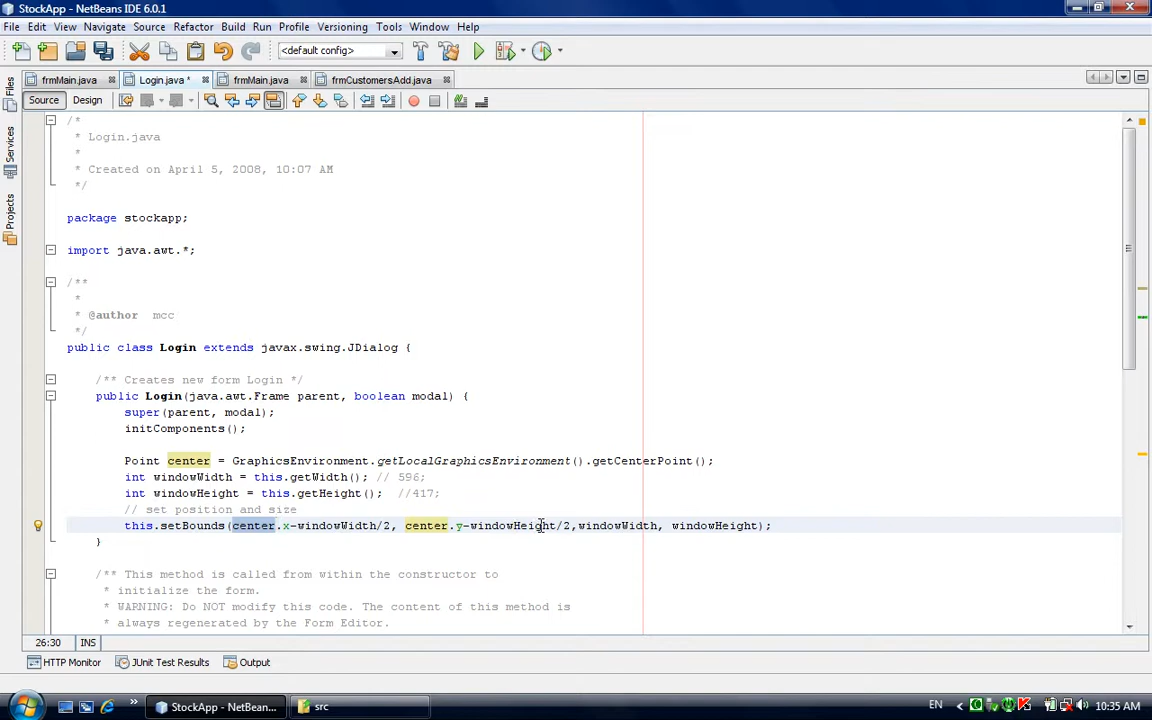 StockApp - NetBeans IDE 6.0.1
File Edit View Navigate Source Refactor Build Run Profile Versioning Tools Window Help
<default config>
frmMain.java Login.java * frmMain.java frmCustomersAdd.java
Source Design
Files
Services
Projects
/*
* Login.java
*
* Created on April 5, 2008, 10:07 AM
*/
package stockapp;
import java.awt.*;
/**
*
* @author mcc
*/
public class Login extends javax.swing.JDialog {
/** Creates new form Login */
public Login(java.awt.Frame parent, boolean modal) {
super(parent, modal);
initComponents();
Point center = GraphicsEnvironment.getLocalGraphicsEnvironment().getCenterPoint();
int windowWidth = this.getWidth(); // 596;
int windowHeight = this.getHeight(); //417;
// set position and size
this.setBounds(center.x-windowWidth/2, center.y-windowHeight/2,windowWidth, windowHeight);
}
/** This method is called from within the constructor to
* initialize the form.
* WARNING: Do NOT modify this code. The content of this method is
* always regenerated by the Form Editor.
26:30 INS
HTTP Monitor JUnit Test Results Output
StockApp - NetBean... src EN 10:35 AM